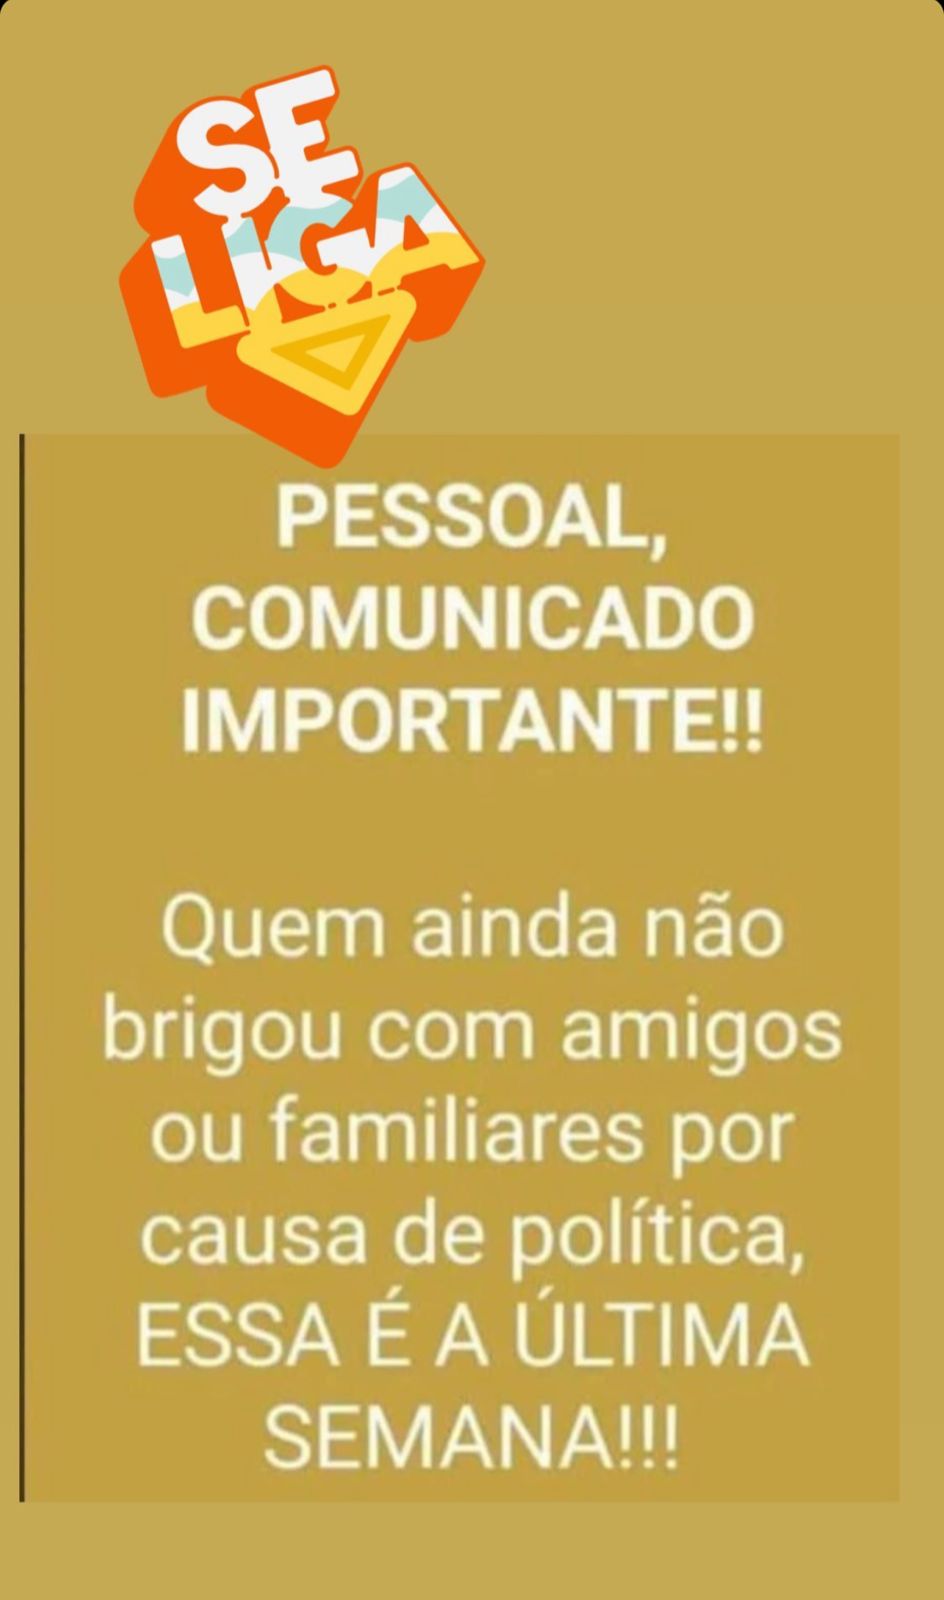 SE
LIGA
PESSOAL,
COMUNICADO
IMPORTANTE!!
Quem ainda não
brigou com amigos
ou familiares por
causa de política,
ESSA É A ÚLTIMA
SEMANA!!!